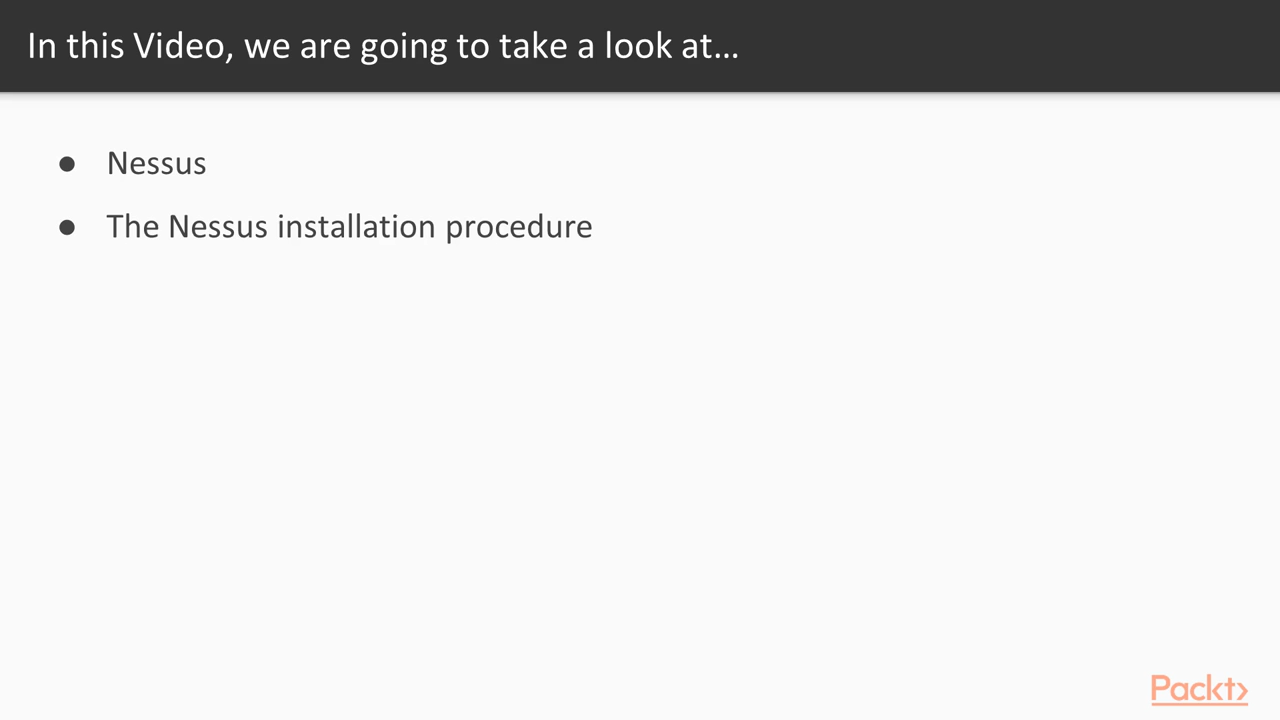 In this Video, we are going to take a look at...
● Nessus
● The Nessus installation procedure
Packt>